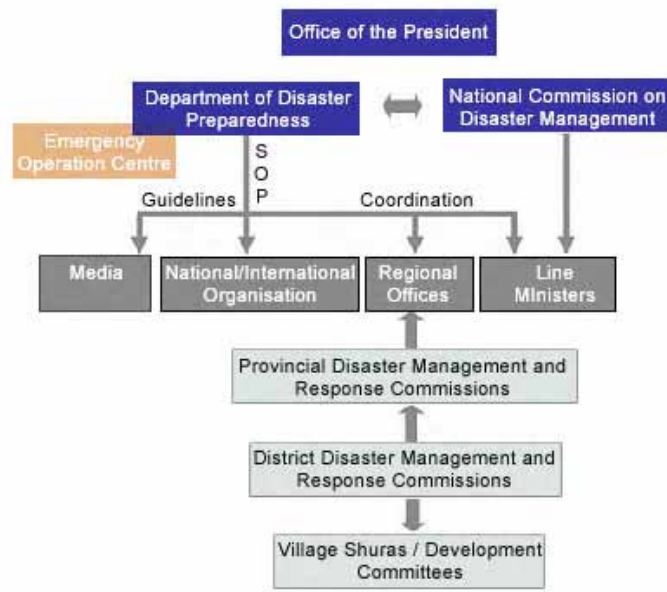 Office of the President
Department of Disaster
Preparedness
National Commission on
Disaster Management
Emergency
Operation Centre
S
O
P
Guidelines
Coordination
Media
National/International
Organisation
Regional
Offices
Line
MInisters
Provincial Disaster Management and
Response Commissions
District Disaster Management and
Response Commissions
Village Shuras / Development
Committees